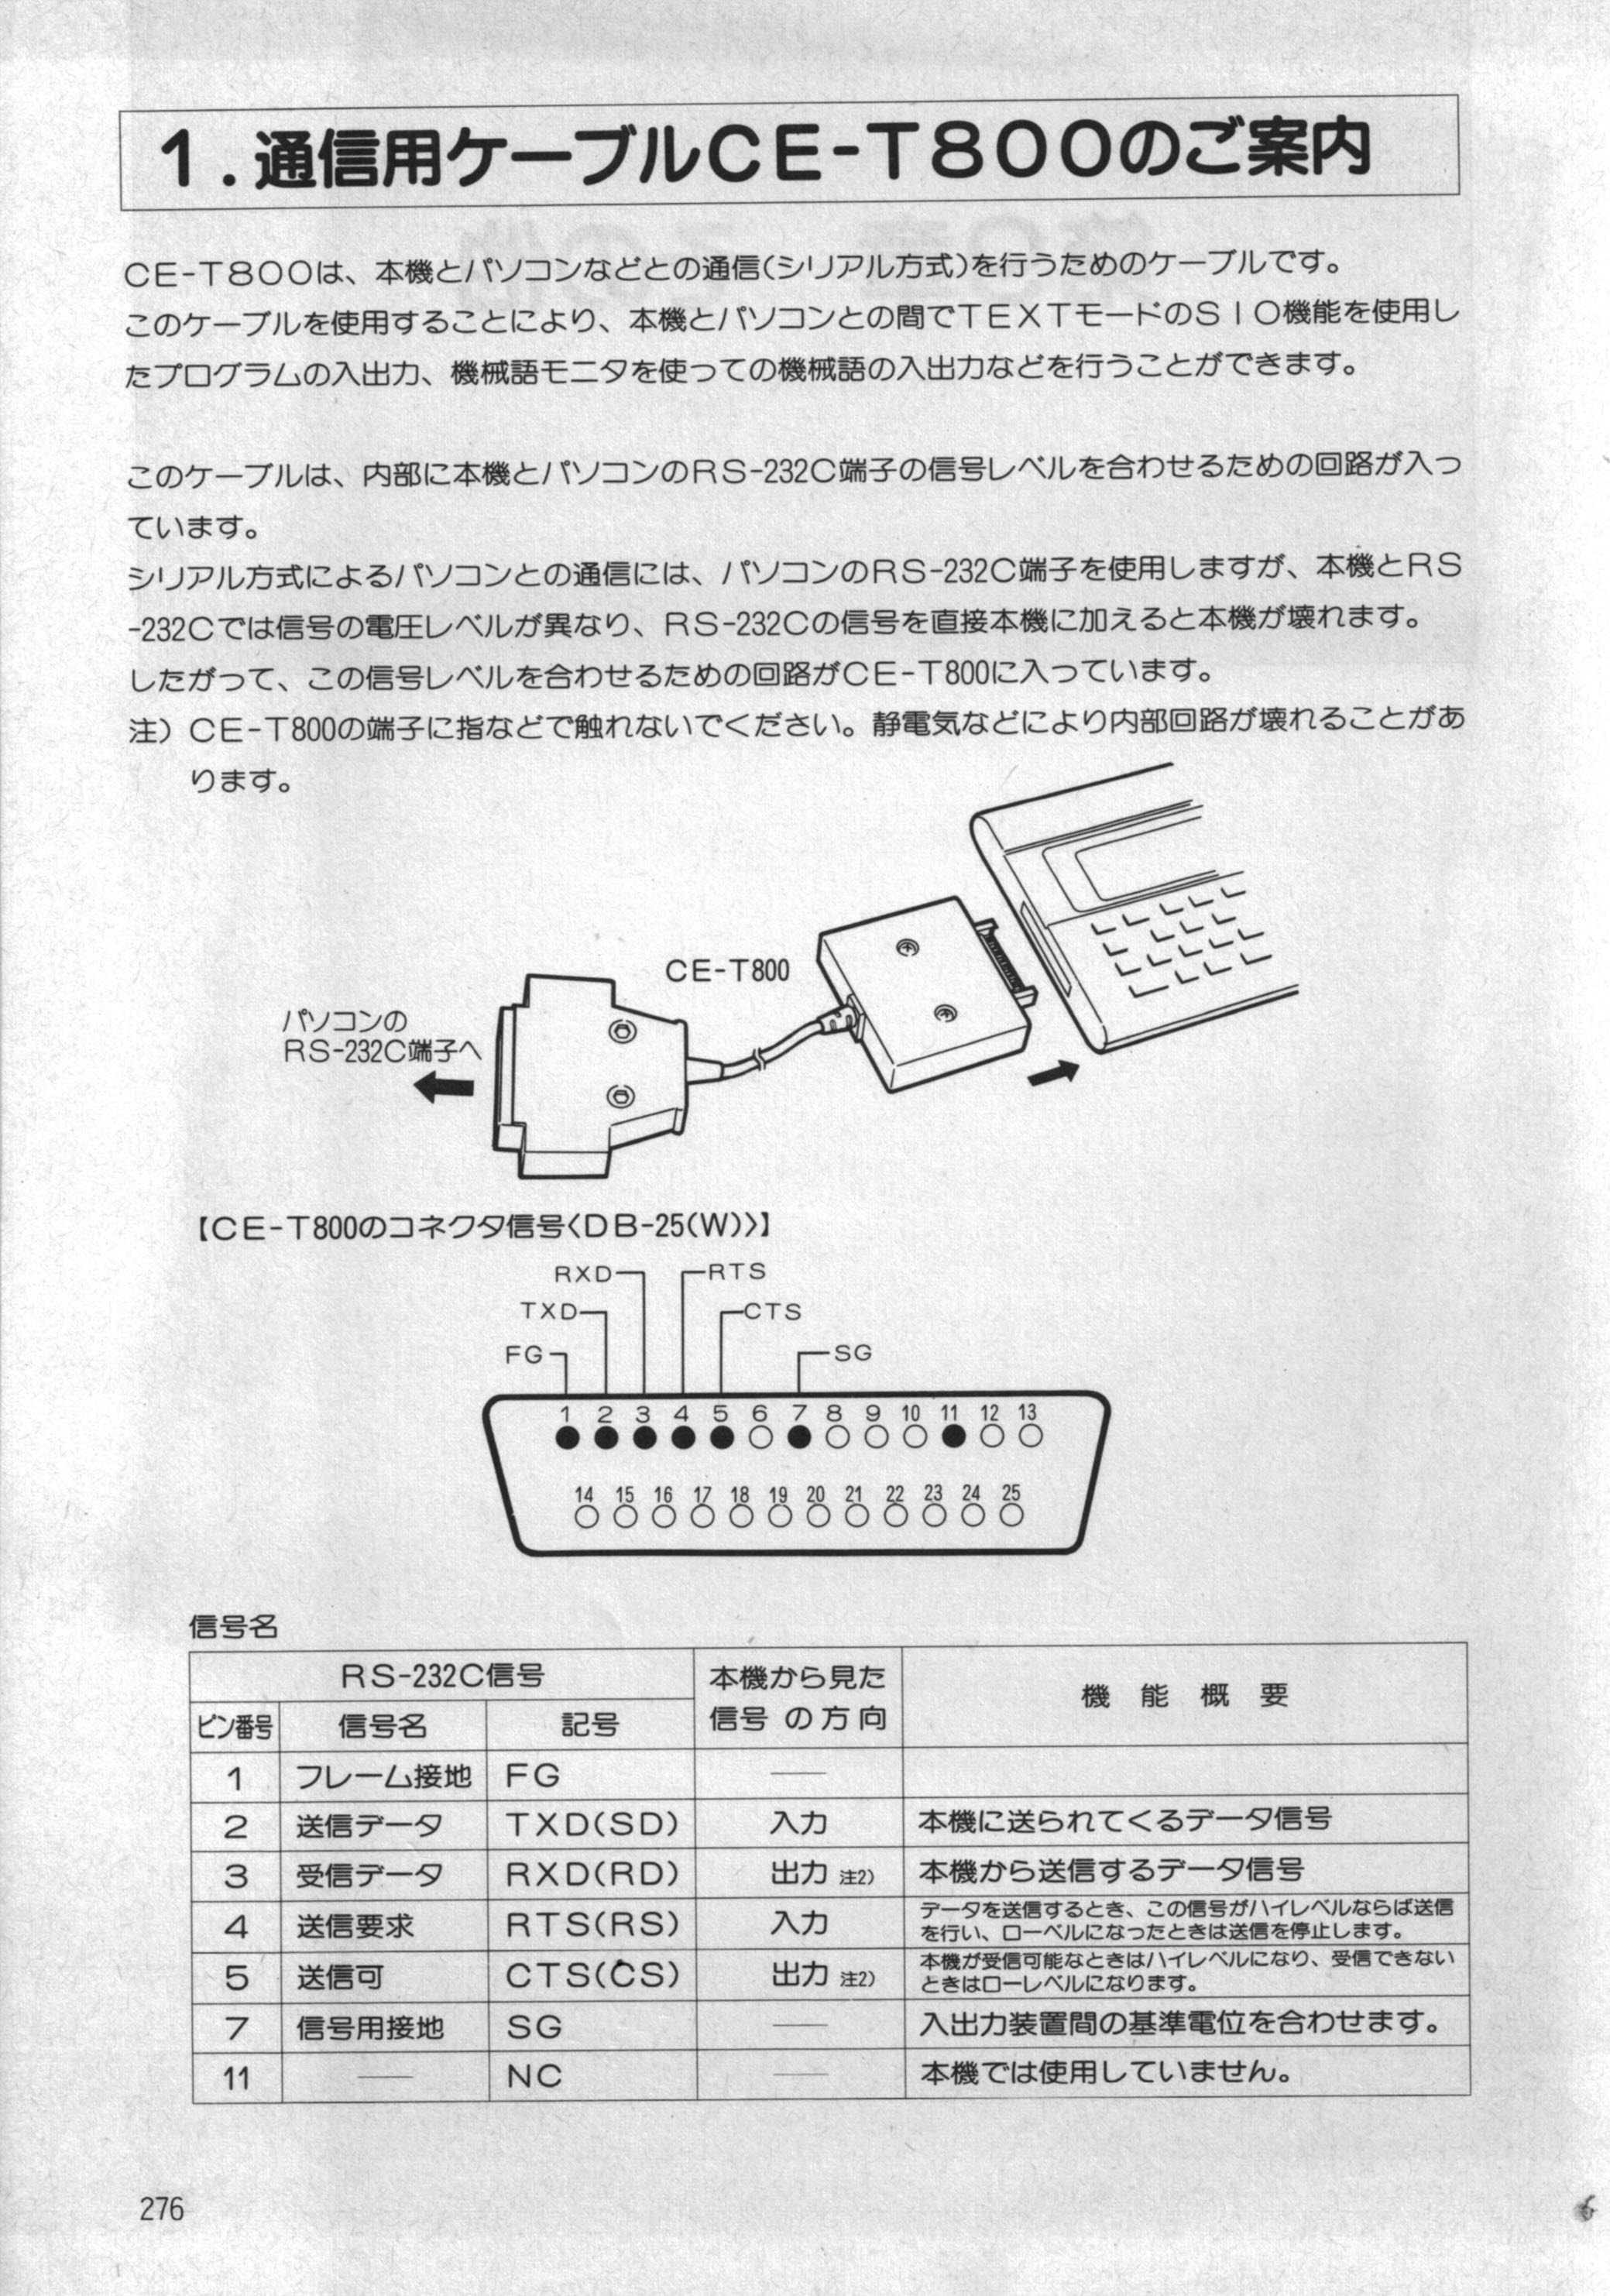 1.通信用ケーブルCE-T800のご案内
CE-T800は、本機とパソコンなどとの通信(シリアル方式)を行うためのケーブルです。
このケーブルを使用することにより、本機とパソコンとの間でTEXTモードのSIO機能を使用し
たプログラムの入出力、機械語モニタを使っての機械語の入出力などを行うことができます。
このケーブルは、内部に本機とパソコンのRS-232C端子の信号レベルを合わせるための回路が入っ
ています。
シリアル方式によるパソコンとの通信には、パソコンのRS-232C端子を使用しますが、本機とRS
-232Cでは信号の電圧レベルが異なり、RS-232Cの信号を直接本機に加えると本機が壊れます。
したがって、この信号レベルを合わせるための回路がCE-T800に入っています。
注) CE-T800の端子に指などで触れないでください。静電気などにより内部回路が壊れることがあ
ります。
CE-T800
パソコンの
RS-232C端子へ
【CE-T800のコネクタ信号〈DB-25(W)〉】
RXD RTS
TXD CTS
FG SG
1 2 3 4 5 6 7 8 9 10 11 12 13
14 15 16 17 18 19 20 21 22 23 24 25
信号名
RS-232C信号 本機から見た 機能概要
ピン番号 信号名 記号 信号の方向
1 フレーム接地 FG ――
2 送信データ TXD(SD) 入力 本機に送られてくるデータ信号
3 受信データ RXD(RD) 出力 注2) 本機から送信するデータ信号
4 送信要求 RTS(RS) 入力 データを送信するとき、この信号がハイレベルならば送信
を行い、ローベルになったときは送信を停止します。
5 送信可 CTS(CS) 出力 注2) 本機が受信可能なときはハイレベルになり、受信できない
ときはローレベルになります。
7 信号用接地 SG ―― 入出力装置間の基準電位を合わせます。
11 ―― NC ―― 本機では使用していません。
276